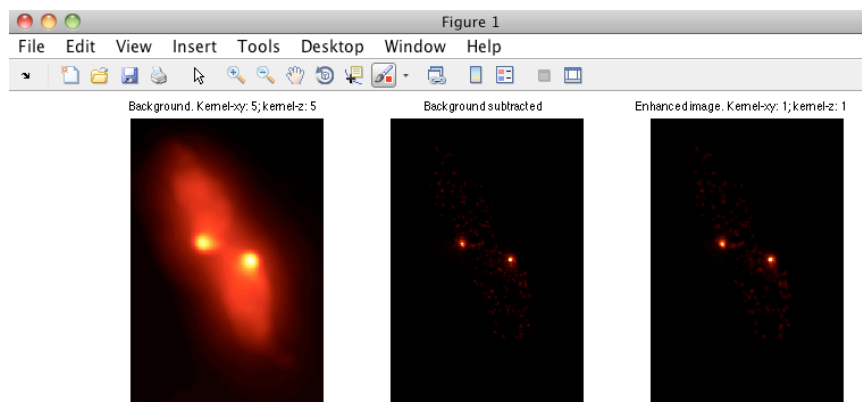 Figure 1
File Edit View Insert Tools Desktop Window Help
Background. Kernel-xy: 5; kernel-z: 5
Background subtracted
Enhanced image. Kernel-xy: 1; kernel-z: 1